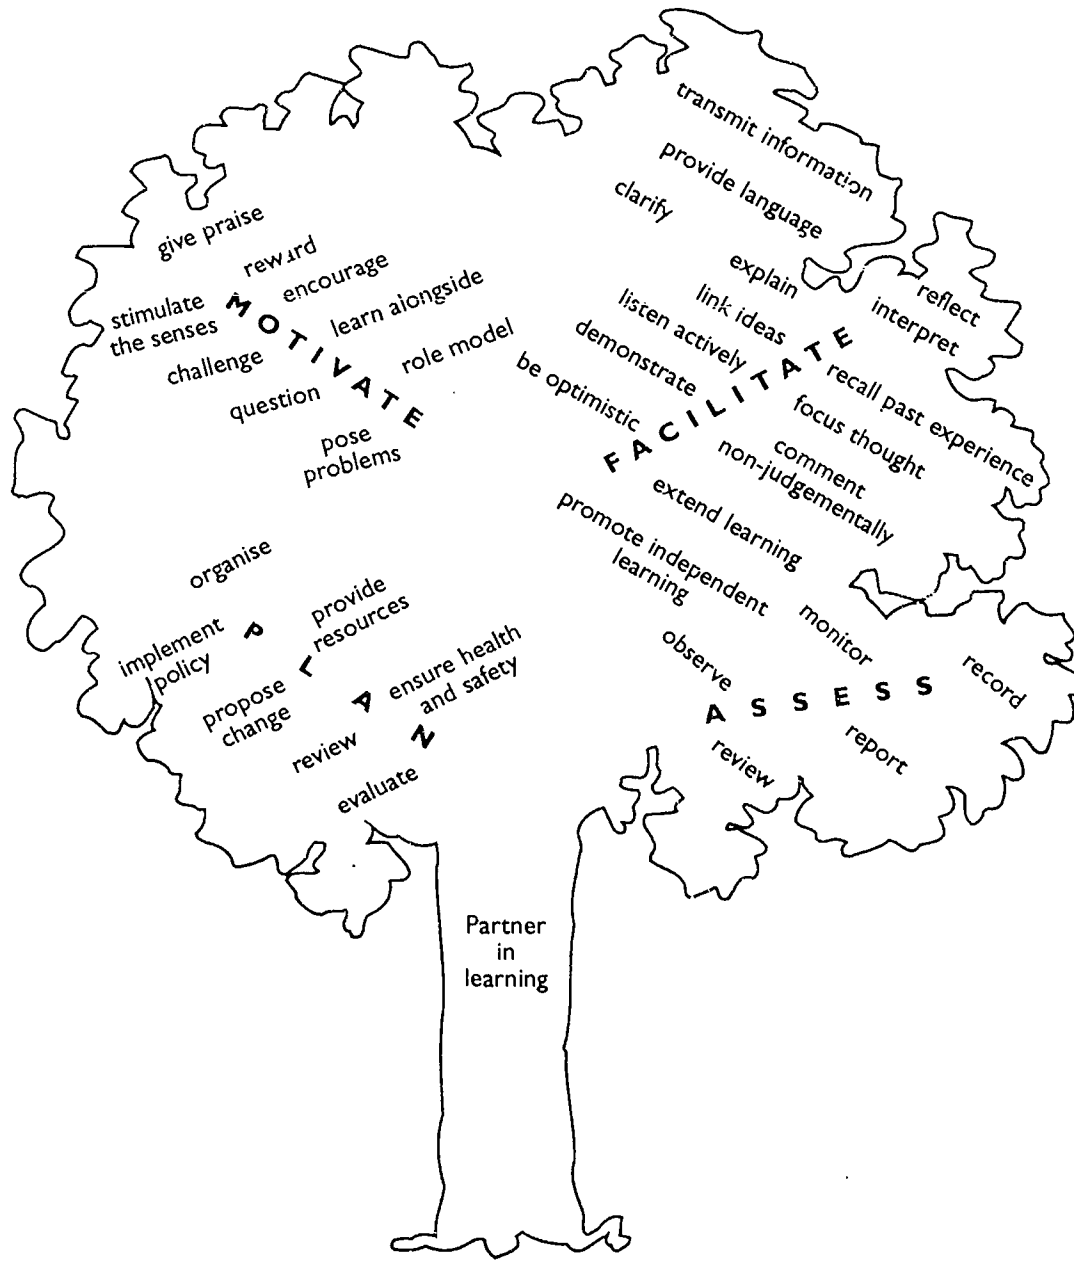 give praise
reward
encourage
stimulate
the senses
MOTIVATE
learn alongside
challenge
role model
question
pose
problems
transmit information
provide language
clarify
explain
reflect
link ideas
interpret
listen actively
demonstrate
be optimistic
FACILITATE
recall past experience
focus thought
comment
non-judgementally
extend learning
promote independent
learning
organise
provide
resources
implement
policy
PLAN
ensure health
and safety
propose
change
review
evaluate
monitor
observe
record
ASSESS
report
review
Partner
in
learning